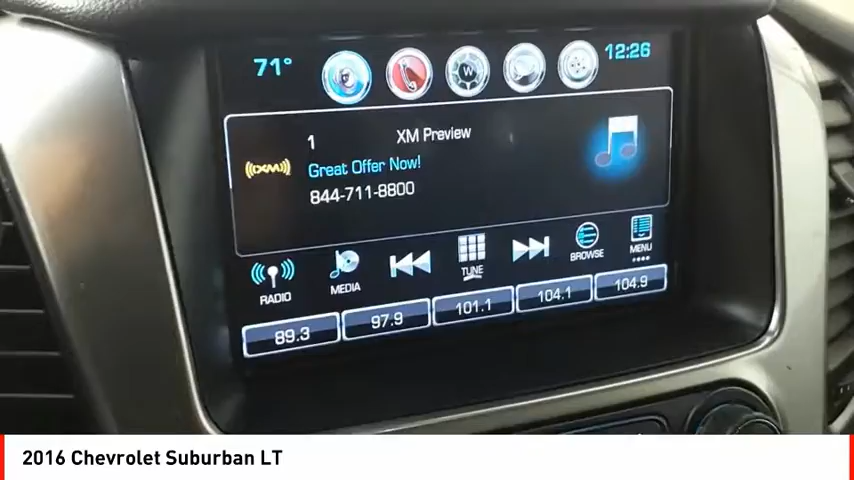 71° W 12:26
1 XM Preview
((XM)) Great Offer Now!
844-711-8800
RADIO MEDIA TUNE BROWSE MENU
89.3 97.9 101.1 104.1 104.9
2016 Chevrolet Suburban LT